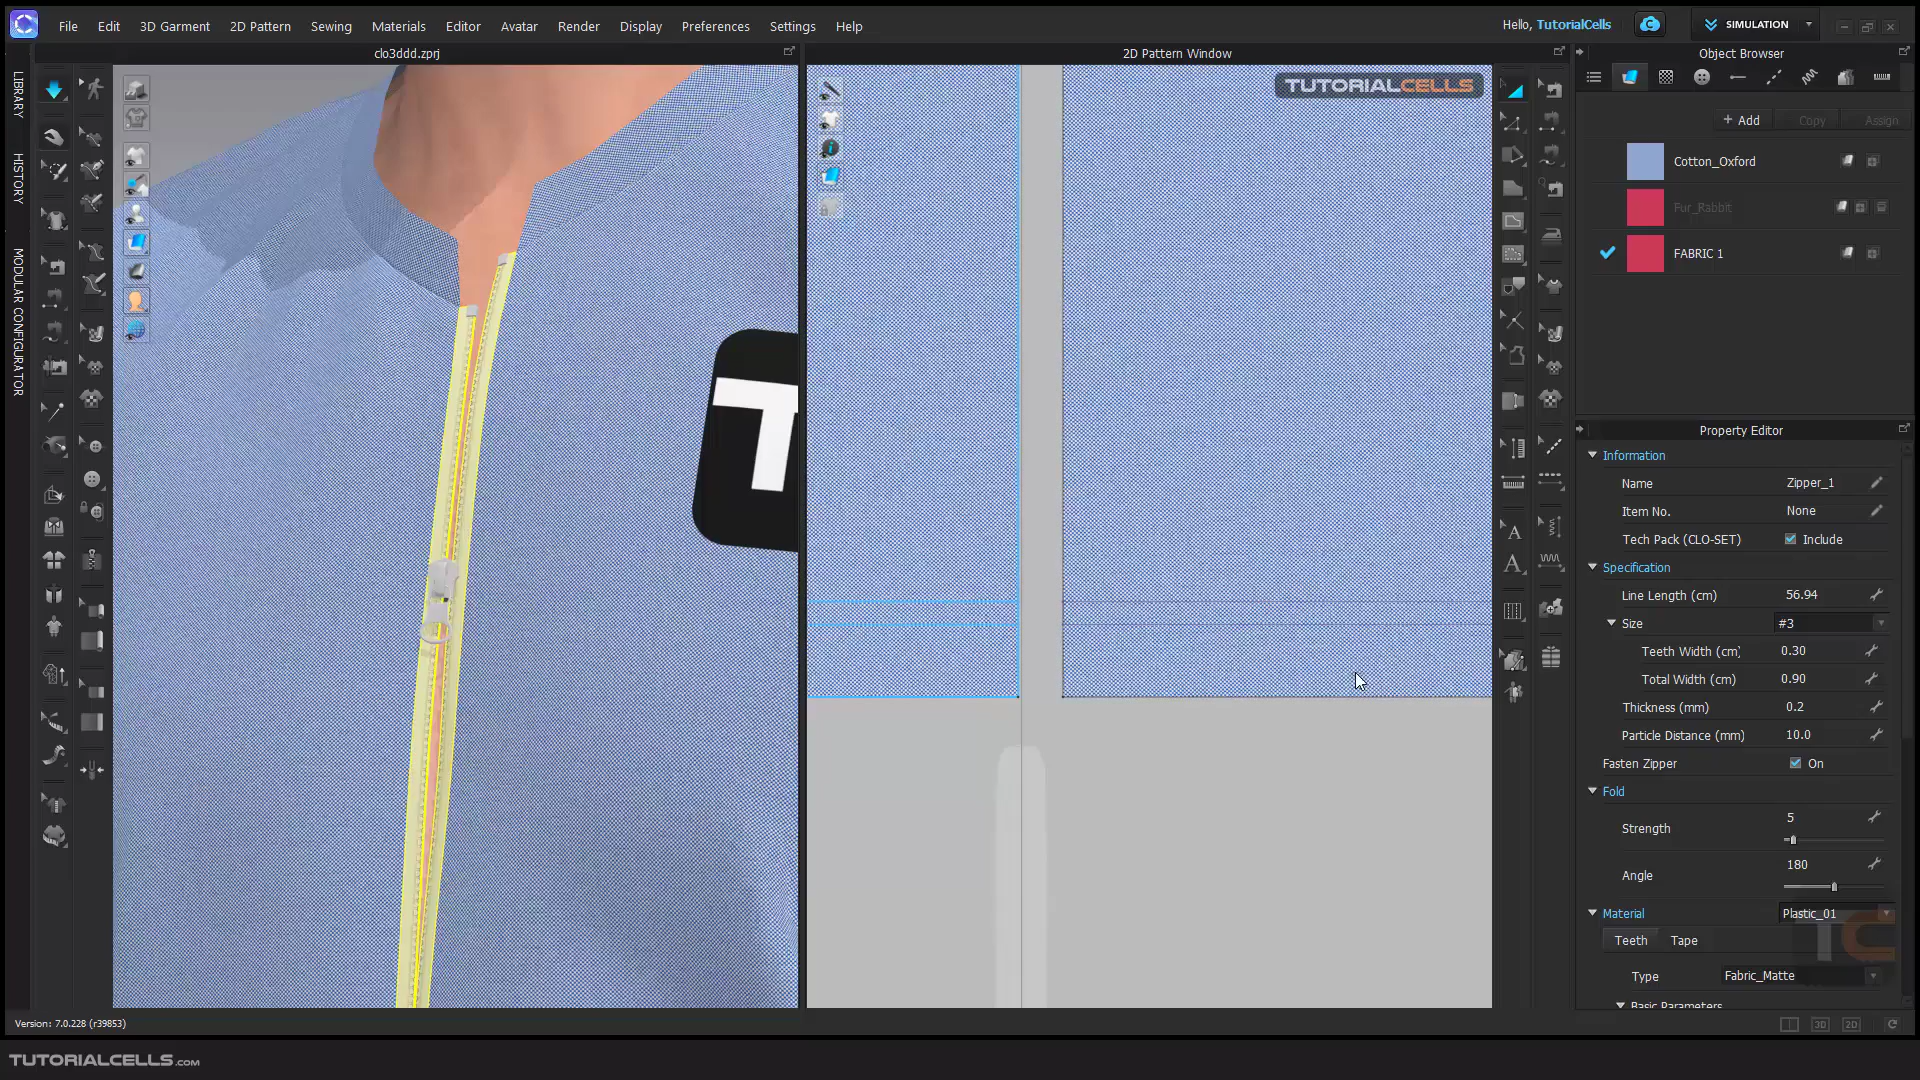 File Edit 3D Garment 2D Pattern Sewing Materials Editor Avatar Render Display Preferences Settings Help
Hello, TutorialCells
SIMULATION
clo3ddd.zprj
2D Pattern Window
Object Browser
LIBRARY
HISTORY
MODULAR CONFIGURATOR
TUTORIALCELLS
T
+ Add Copy Assign
Cotton_Oxford
Fur_Rabbit
FABRIC 1
Property Editor
Information
Name Zipper_1
Item No. None
Tech Pack (CLO-SET) Include
Specification
Line Length (cm) 56.94
Size #3
Teeth Width (cm) 0.30
Total Width (cm) 0.90
Thickness (mm) 0.2
Particle Distance (mm) 10.0
Fasten Zipper On
Fold
Strength 5
Angle 180
Material Plastic_01
Teeth Tape
TC
Type Fabric_Matte
Basic Parameters
A
A
Version: 7.0.228 (r39853)
3D 2D
TUTORIALCELLS.com